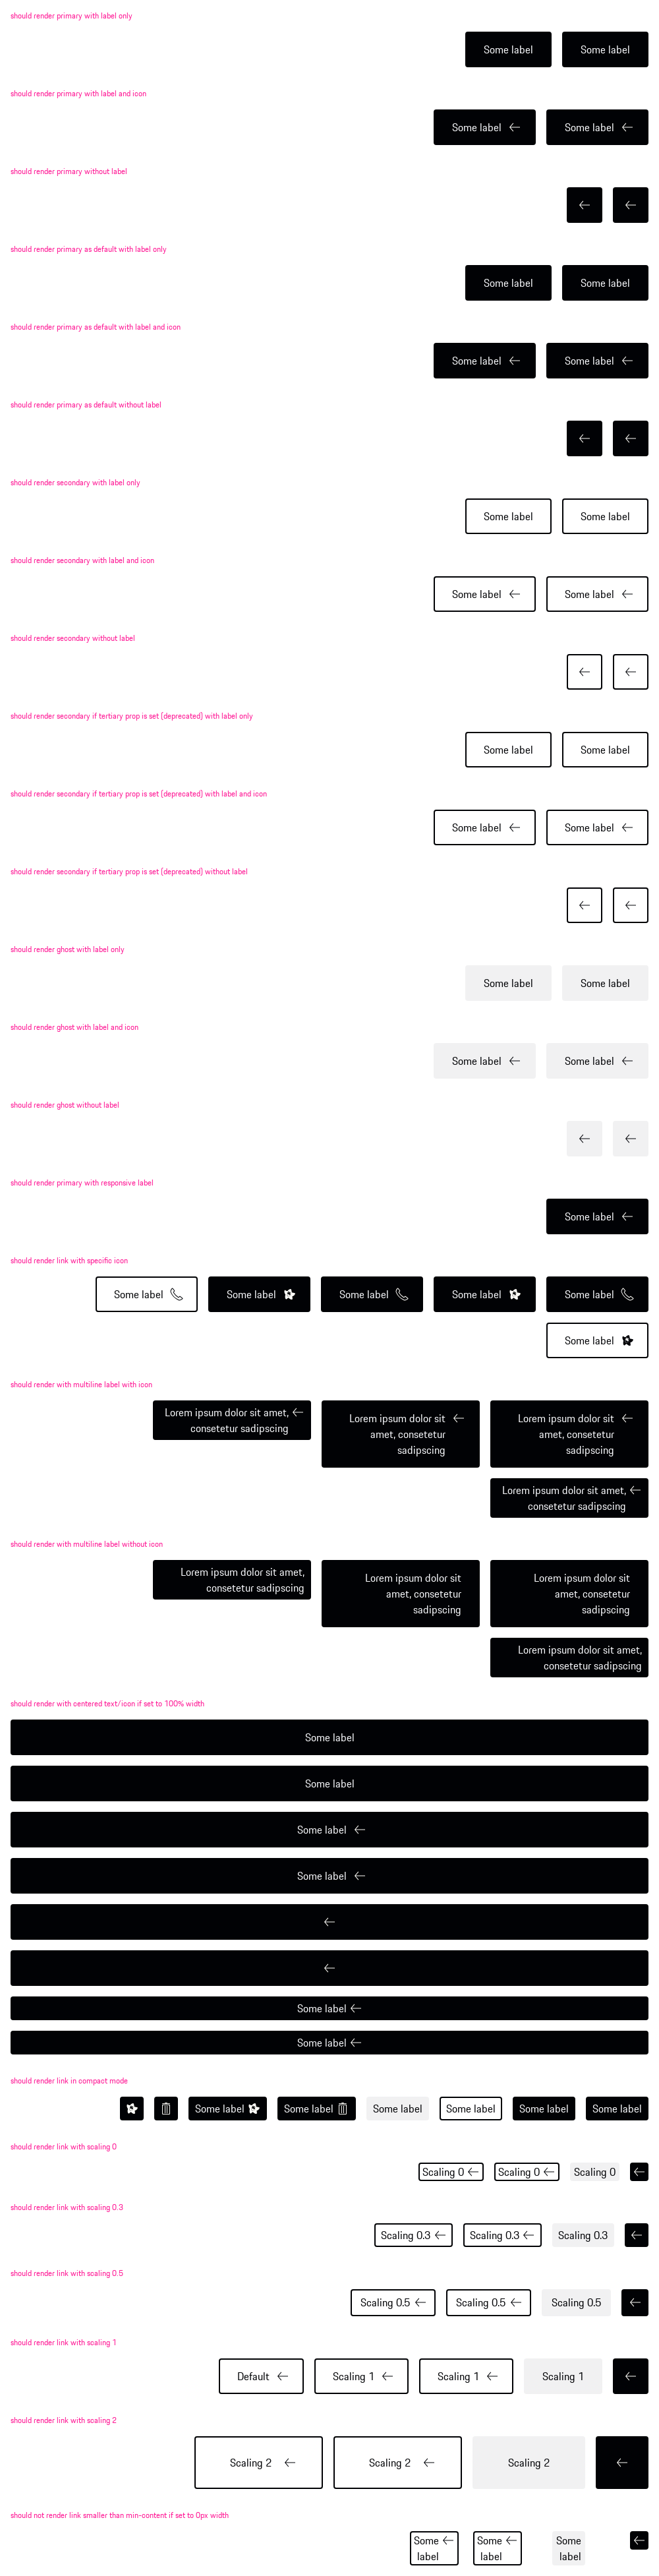 should render primary with label only
Some label Some label
should render primary with label and icon
Some label Some label
should render primary without label
should render primary as default with label only
Some label Some label
should render primary as default with label and icon
Some label Some label
should render primary as default without label
should render secondary with label only
Some label Some label
should render secondary with label and icon
Some label Some label
should render secondary without label
should render secondary if tertiary prop is set (deprecated) with label only
Some label Some label
should render secondary if tertiary prop is set (deprecated) with label and icon
Some label Some label
should render secondary if tertiary prop is set (deprecated) without label
should render ghost with label only
Some label Some label
should render ghost with label and icon
Some label Some label
should render ghost without label
should render primary with responsive label
Some label
should render link with specific icon
Some label Some label Some label Some label Some label
Some label
should render with multiline label with icon
Lorem ipsum dolor sit amet,
consetetur sadipscing
Lorem ipsum dolor sit
amet, consetetur
sadipscing
Lorem ipsum dolor sit
amet, consetetur
sadipscing
Lorem ipsum dolor sit amet,
consetetur sadipscing
should render with multiline label without icon
Lorem ipsum dolor sit amet,
consetetur sadipscing
Lorem ipsum dolor sit
amet, consetetur
sadipscing
Lorem ipsum dolor sit
amet, consetetur
sadipscing
Lorem ipsum dolor sit amet,
consetetur sadipscing
should render with centered text/icon if set to 100% width
Some label
Some label
Some label
Some label
Some label
Some label
should render link in compact mode
Some label Some label Some label Some label Some label Some label
should render link with scaling 0
Scaling 0 Scaling 0 Scaling 0
should render link with scaling 0.3
Scaling 0.3 Scaling 0.3 Scaling 0.3
should render link with scaling 0.5
Scaling 0.5 Scaling 0.5 Scaling 0.5
should render link with scaling 1
Default Scaling 1 Scaling 1 Scaling 1
should render link with scaling 2
Scaling 2 Scaling 2 Scaling 2
should not render link smaller than min-content if set to 0px width
Some
label
Some
label
Some
label